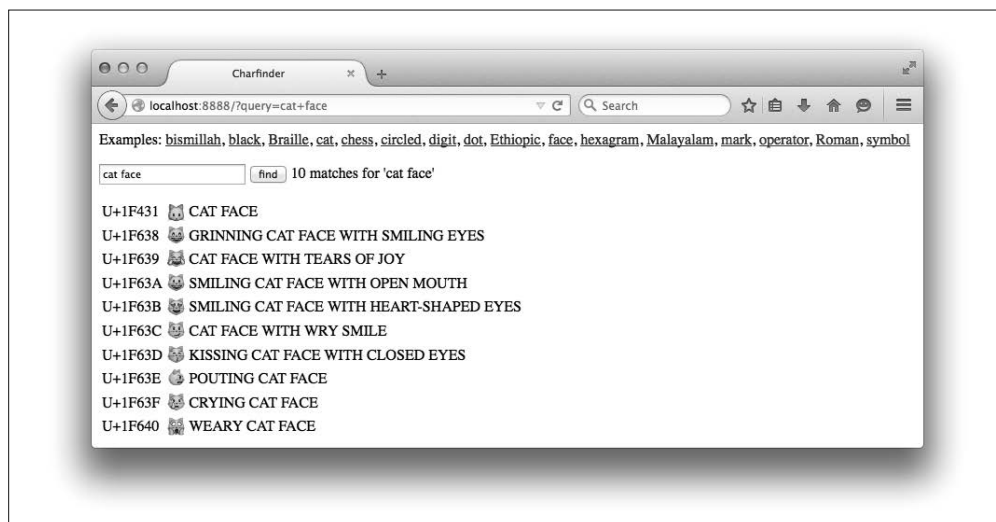 Charfinder
localhost:8888/?query=cat+face
Search
Examples: bismillah, black, Braille, cat, chess, circled, digit, dot, Ethiopic, face, hexagram, Malayalam, mark, operator, Roman, symbol
cat face find 10 matches for 'cat face'
U+1F431 🐱 CAT FACE
U+1F638 😸 GRINNING CAT FACE WITH SMILING EYES
U+1F639 😹 CAT FACE WITH TEARS OF JOY
U+1F63A 😺 SMILING CAT FACE WITH OPEN MOUTH
U+1F63B 😻 SMILING CAT FACE WITH HEART-SHAPED EYES
U+1F63C 😼 CAT FACE WITH WRY SMILE
U+1F63D 😽 KISSING CAT FACE WITH CLOSED EYES
U+1F63E 😾 POUTING CAT FACE
U+1F63F 😿 CRYING CAT FACE
U+1F640 🙀 WEARY CAT FACE